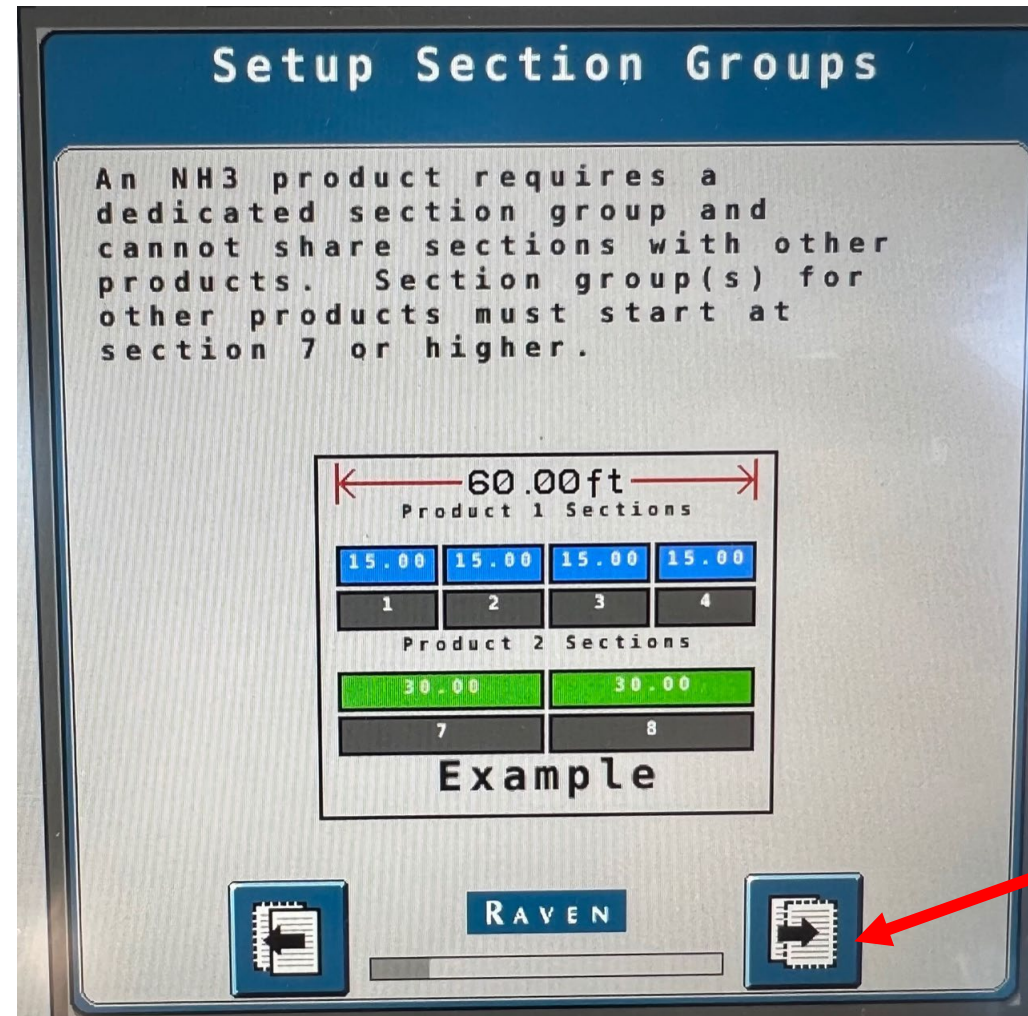 Setup Section Groups
An NH3 product requires a
dedicated section group and
cannot share sections with other
products. Section group(s) for
other products must start at
section 7 or higher.
60.00ft
Product 1 Sections
15.00 15.00 15.00 15.00
1 2 3 4
Product 2 Sections
30.00 30.00
7 8
Example
RAVEN